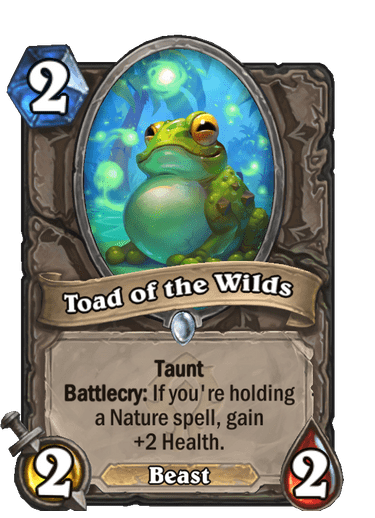 2
Toad of the Wilds
Taunt
Battlecry: If you're holding
a Nature spell, gain
+2 Health.
2
Beast
2